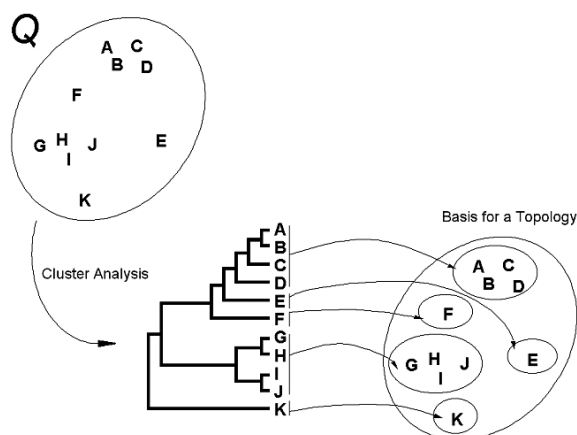 Q
A C
B D
F
G H J E
I
K
Cluster Analysis
A
B
C
D
E
F
G
H
I
J
K
Basis for a Topology
A C
B D
F
G H J E
I
K